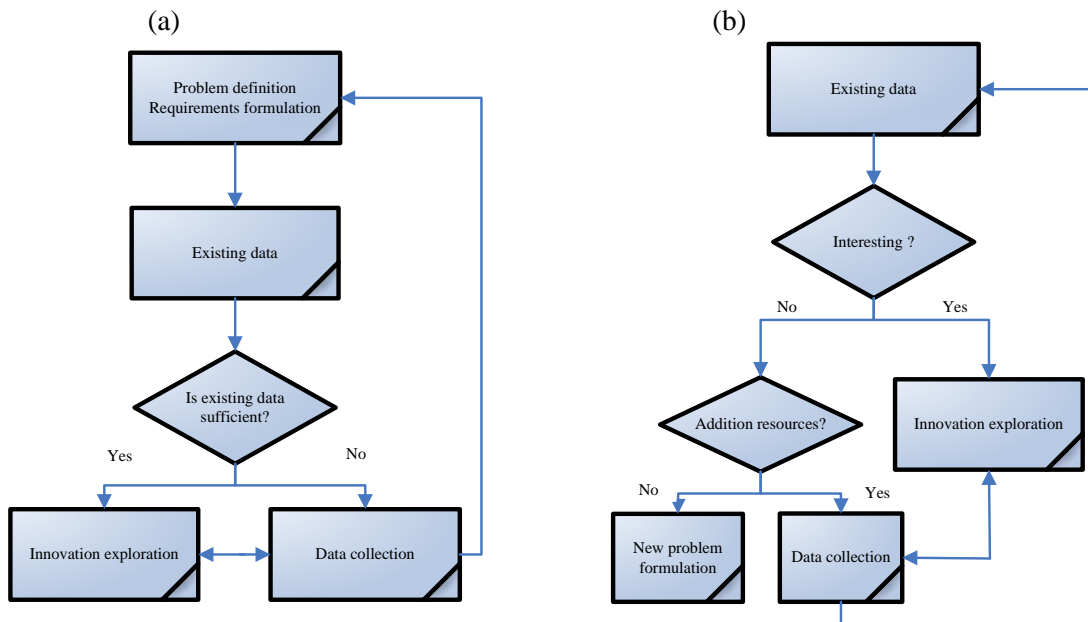 (a)
Problem definition
Requirements formulation
Existing data
Is existing data
sufficient?
Yes
No
Innovation exploration
Data collection
(b)
Existing data
Interesting ?
No
Yes
Addition resources?
Innovation exploration
No
Yes
New problem
formulation
Data collection